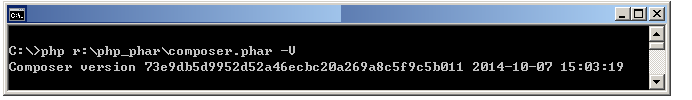 C:\>php r:\php_phar\composer.phar -V
Composer version 73e9db5d9952d52a46ecbc20a269a8c5f9c5b011 2014-10-07 15:03:19